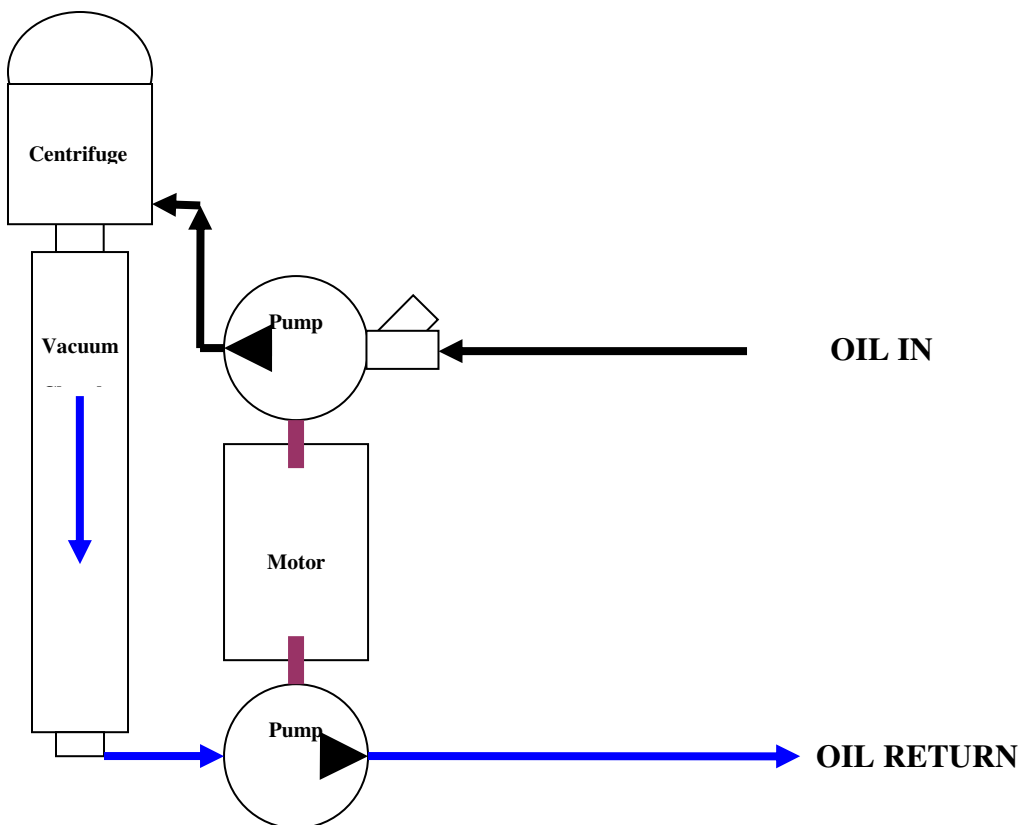 Centrifuge
Pump
Vacuum
OIL IN
Motor
Pump
OIL RETURN